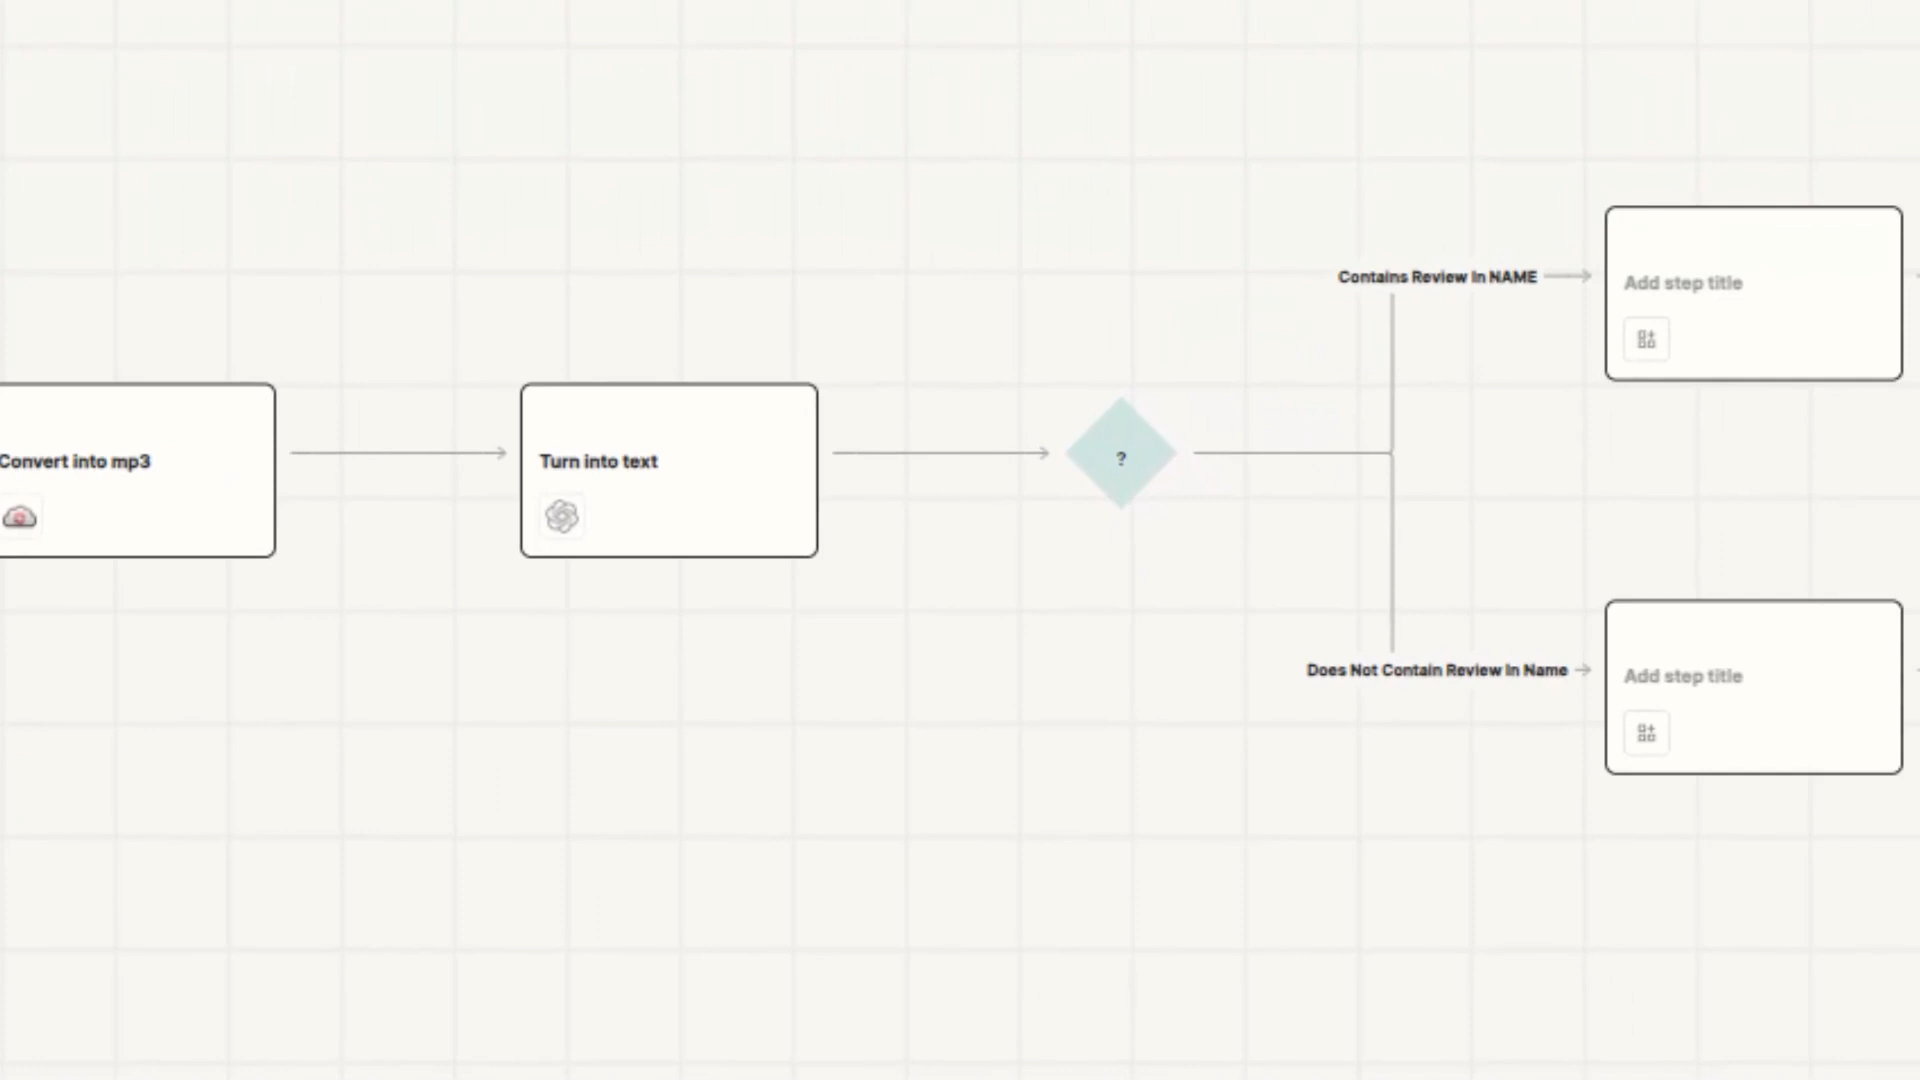 Contains Review In NAME
Add step title
Convert into mp3
Turn into text
?
Does Not Contain Review In Name
Add step title